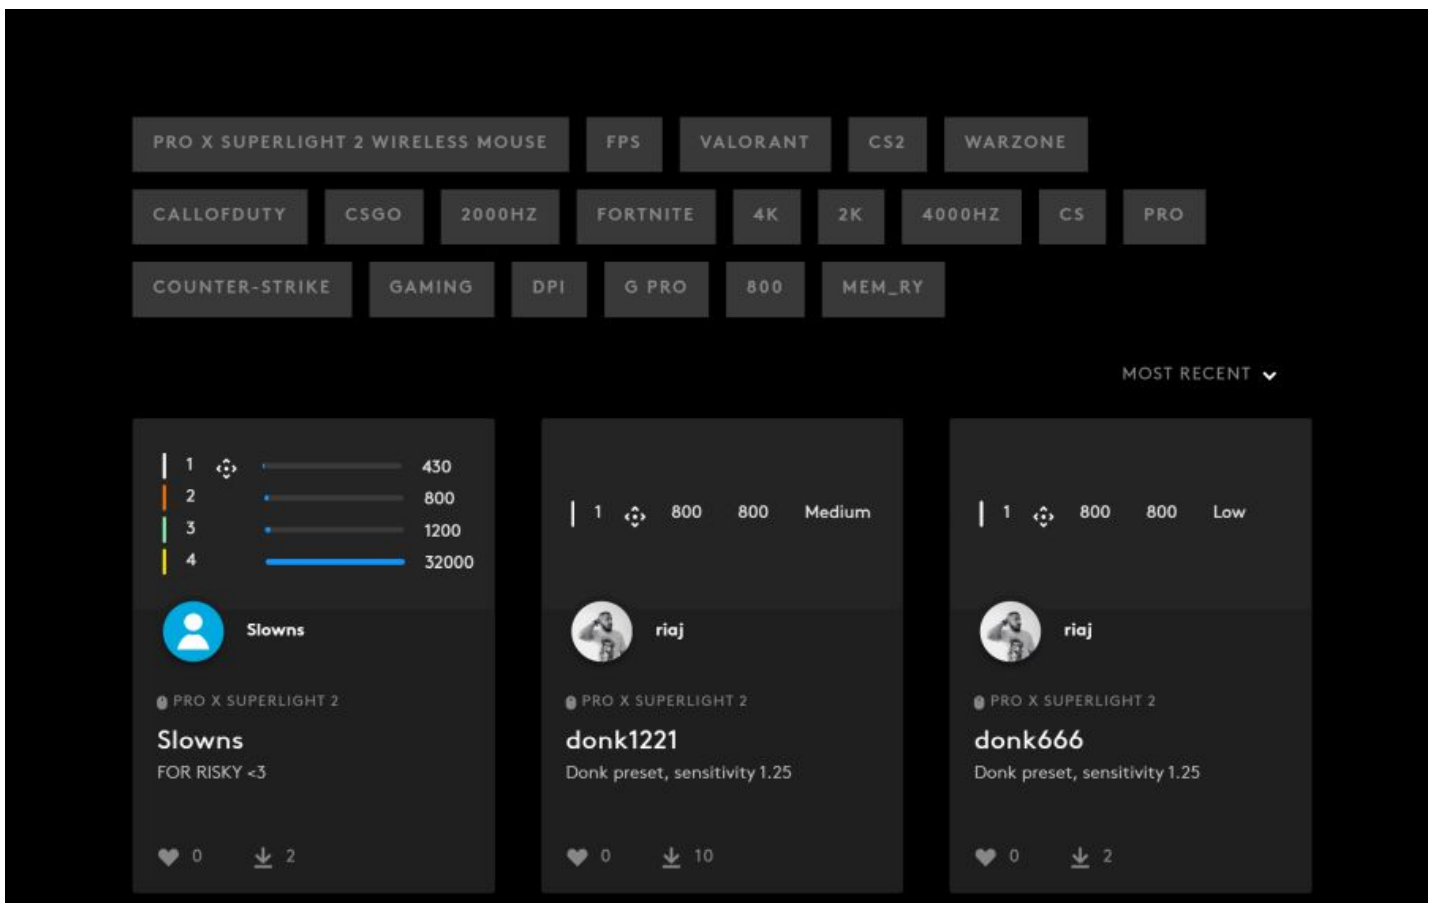 PRO X SUPERLIGHT 2 WIRELESS MOUSE FPS VALORANT CS2 WARZONE
CALLOFDUTY CSGO 2000HZ FORTNITE 4K 2K 4000HZ CS PRO
COUNTER-STRIKE GAMING DPI G PRO 800 MEM_RY
MOST RECENT
1 430
2 800
3 1200
4 32000
Slowns
PRO X SUPERLIGHT 2
Slowns
FOR RISKY <3
0 2
1 800 800 Medium
riaj
PRO X SUPERLIGHT 2
donk1221
Donk preset, sensitivity 1.25
0 10
1 800 800 Low
riaj
PRO X SUPERLIGHT 2
donk666
Donk preset, sensitivity 1.25
0 2